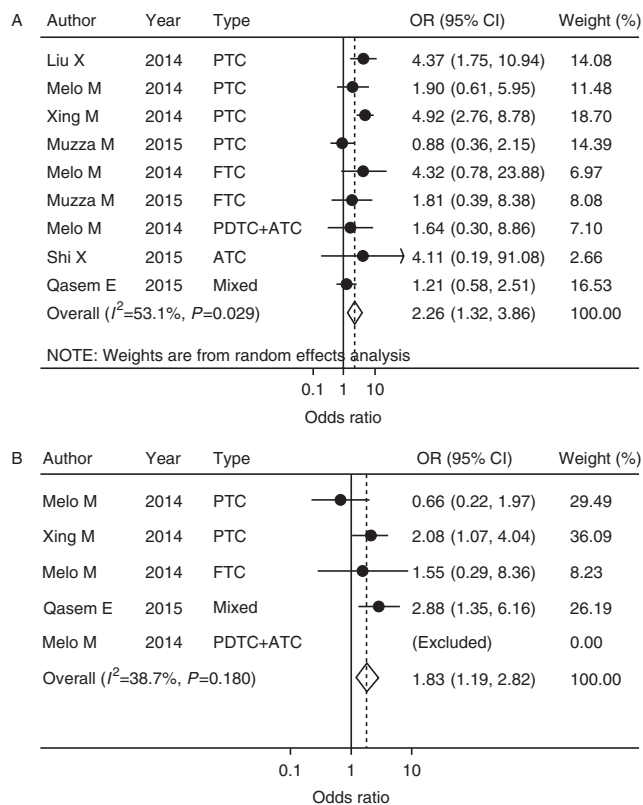 A Author Year Type OR (95% CI) Weight (%)
Liu X 2014 PTC 4.37 (1.75, 10.94) 14.08
Melo M 2014 PTC 1.90 (0.61, 5.95) 11.48
Xing M 2014 PTC 4.92 (2.76, 8.78) 18.70
Muzza M 2015 PTC 0.88 (0.36, 2.15) 14.39
Melo M 2014 FTC 4.32 (0.78, 23.88) 6.97
Muzza M 2015 FTC 1.81 (0.39, 8.38) 8.08
Melo M 2014 PDTC+ATC 1.64 (0.30, 8.86) 7.10
Shi X 2015 ATC 4.11 (0.19, 91.08) 2.66
Qasem E 2015 Mixed 1.21 (0.58, 2.51) 16.53
Overall (I²=53.1%, P=0.029) 2.26 (1.32, 3.86) 100.00
NOTE: Weights are from random effects analysis
0.1 1 10
Odds ratio
B Author Year Type OR (95% CI) Weight (%)
Melo M 2014 PTC 0.66 (0.22, 1.97) 29.49
Xing M 2014 PTC 2.08 (1.07, 4.04) 36.09
Melo M 2014 FTC 1.55 (0.29, 8.36) 8.23
Qasem E 2015 Mixed 2.88 (1.35, 6.16) 26.19
Melo M 2014 PDTC+ATC (Excluded) 0.00
Overall (I²=38.7%, P=0.180) 1.83 (1.19, 2.82) 100.00
0.1 1 10
Odds ratio